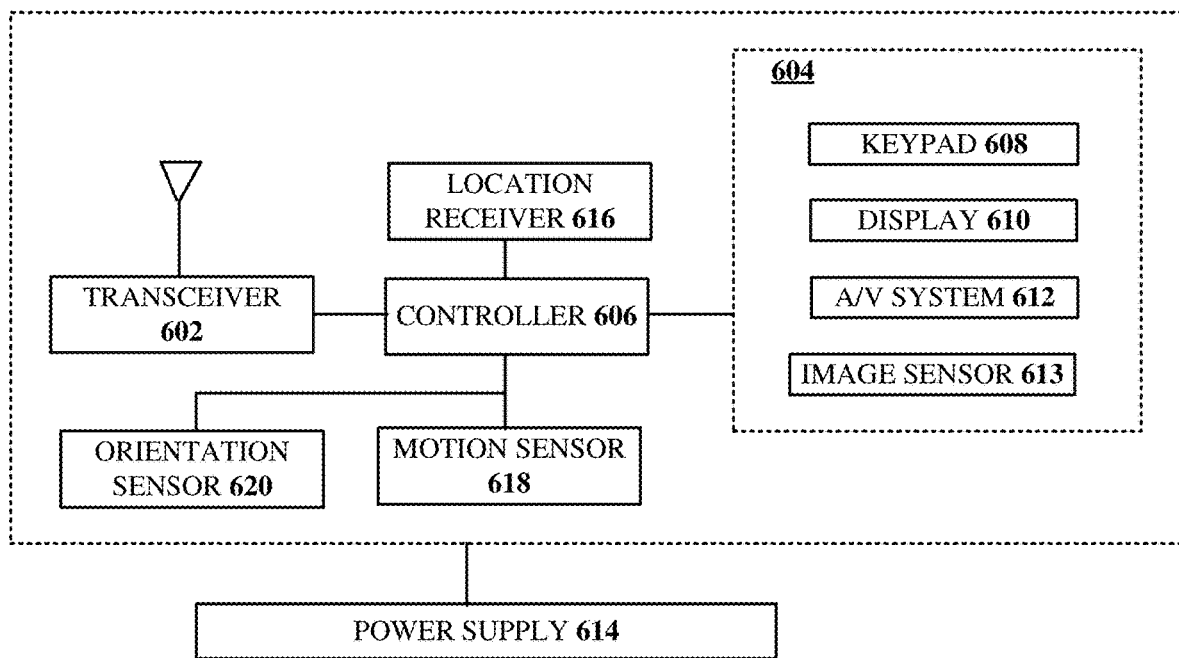 604
KEYPAD 608
LOCATION
RECEIVER 616
DISPLAY 610
TRANSCEIVER
602
CONTROLLER 606
A/V SYSTEM 612
IMAGE SENSOR 613
ORIENTATION
SENSOR 620
MOTION SENSOR
618
POWER SUPPLY 614